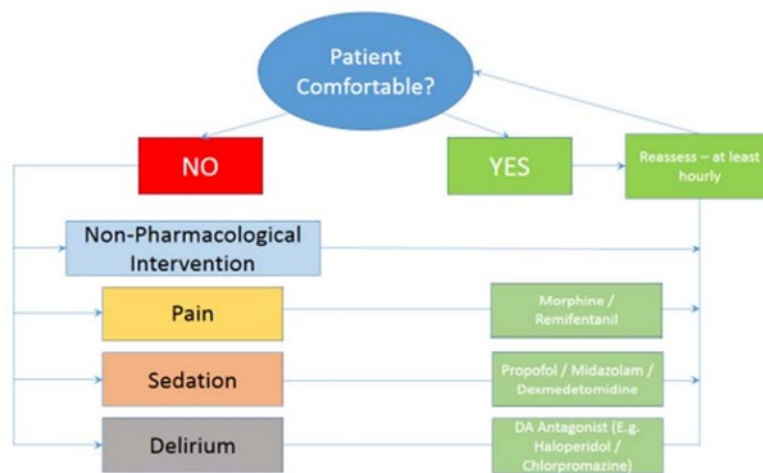 Patient
Comfortable?
NO
YES
Reassess – at least
hourly
Non-Pharmacological
Intervention
Pain
Morphine /
Remifentanil
Sedation
Propofol / Midazolam /
Dexmedetomidine
Delirium
DA Antagonist (E.g.
Haloperidol /
Chlorpromazine)